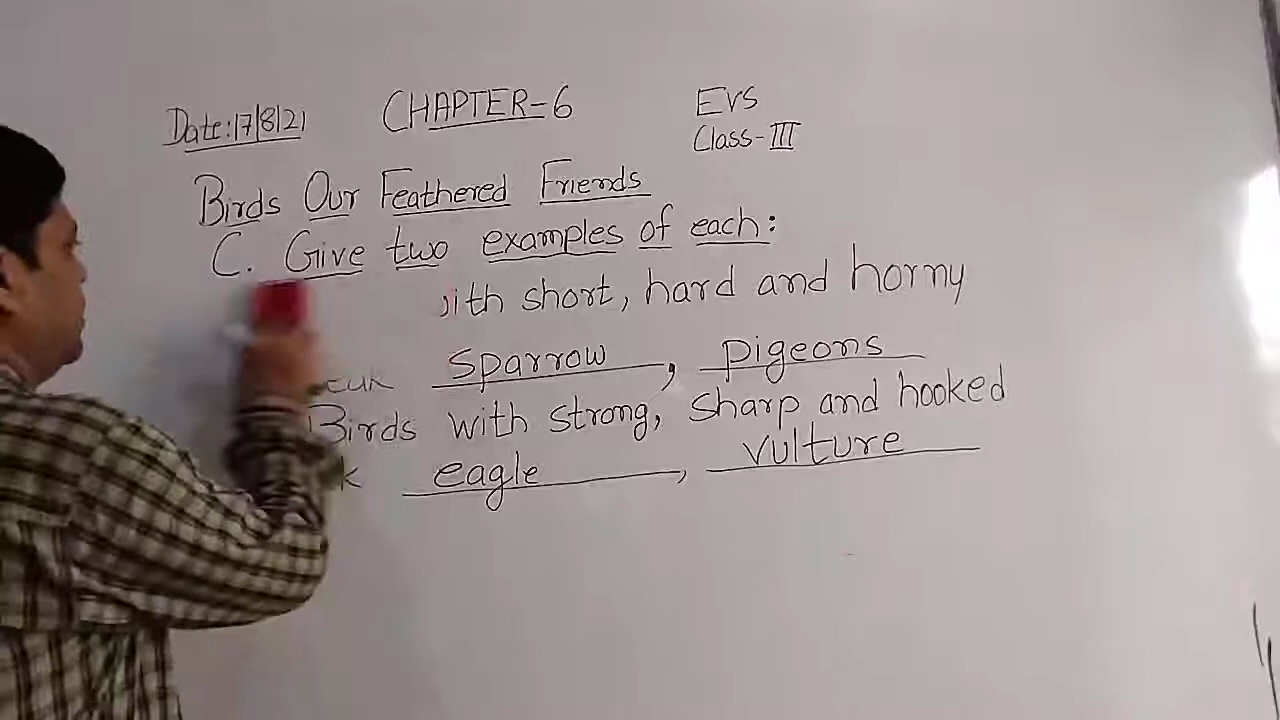 Date:17/8/21 CHAPTER-6 EVS
Class-III
Birds Our Feathered Friends
C. Give two examples of each:
ith short, hard and horny
sparrow, pigeons
Birds with strong, sharp and hooked
k eagle, vulture